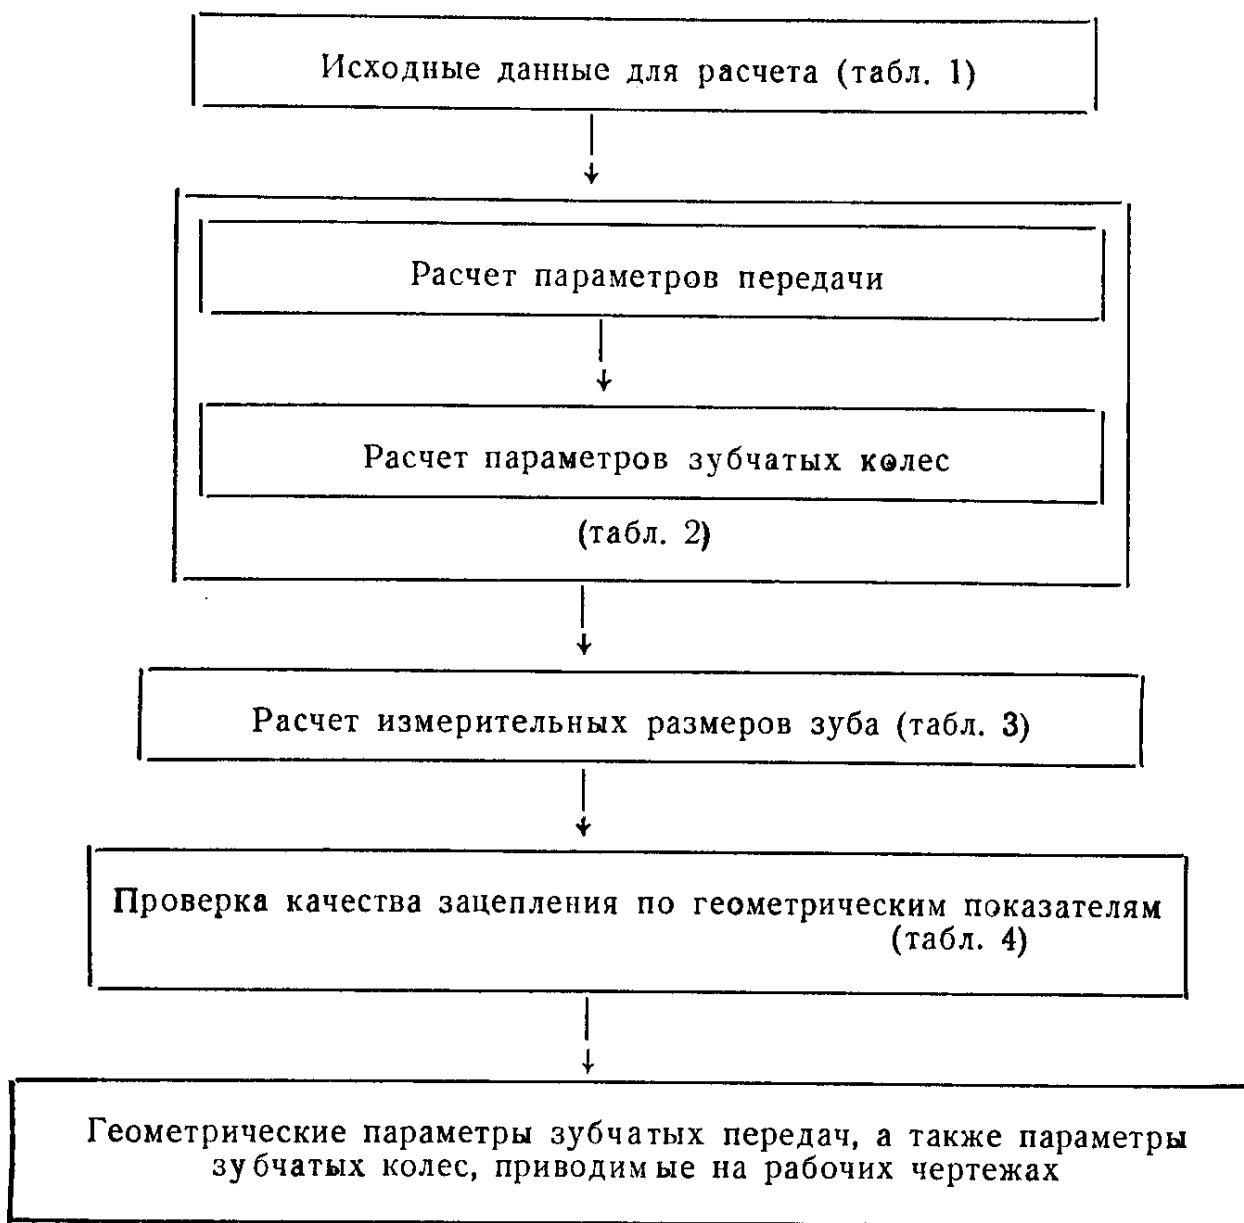 Исходные данные для расчета (табл. 1)
Расчет параметров передачи
Расчет параметров зубчатых колес
(табл. 2)
Расчет измерительных размеров зуба (табл. 3)
Проверка качества зацепления по геометрическим показателям
(табл. 4)
Геометрические параметры зубчатых передач, а также параметры
зубчатых колес, приводимые на рабочих чертежах